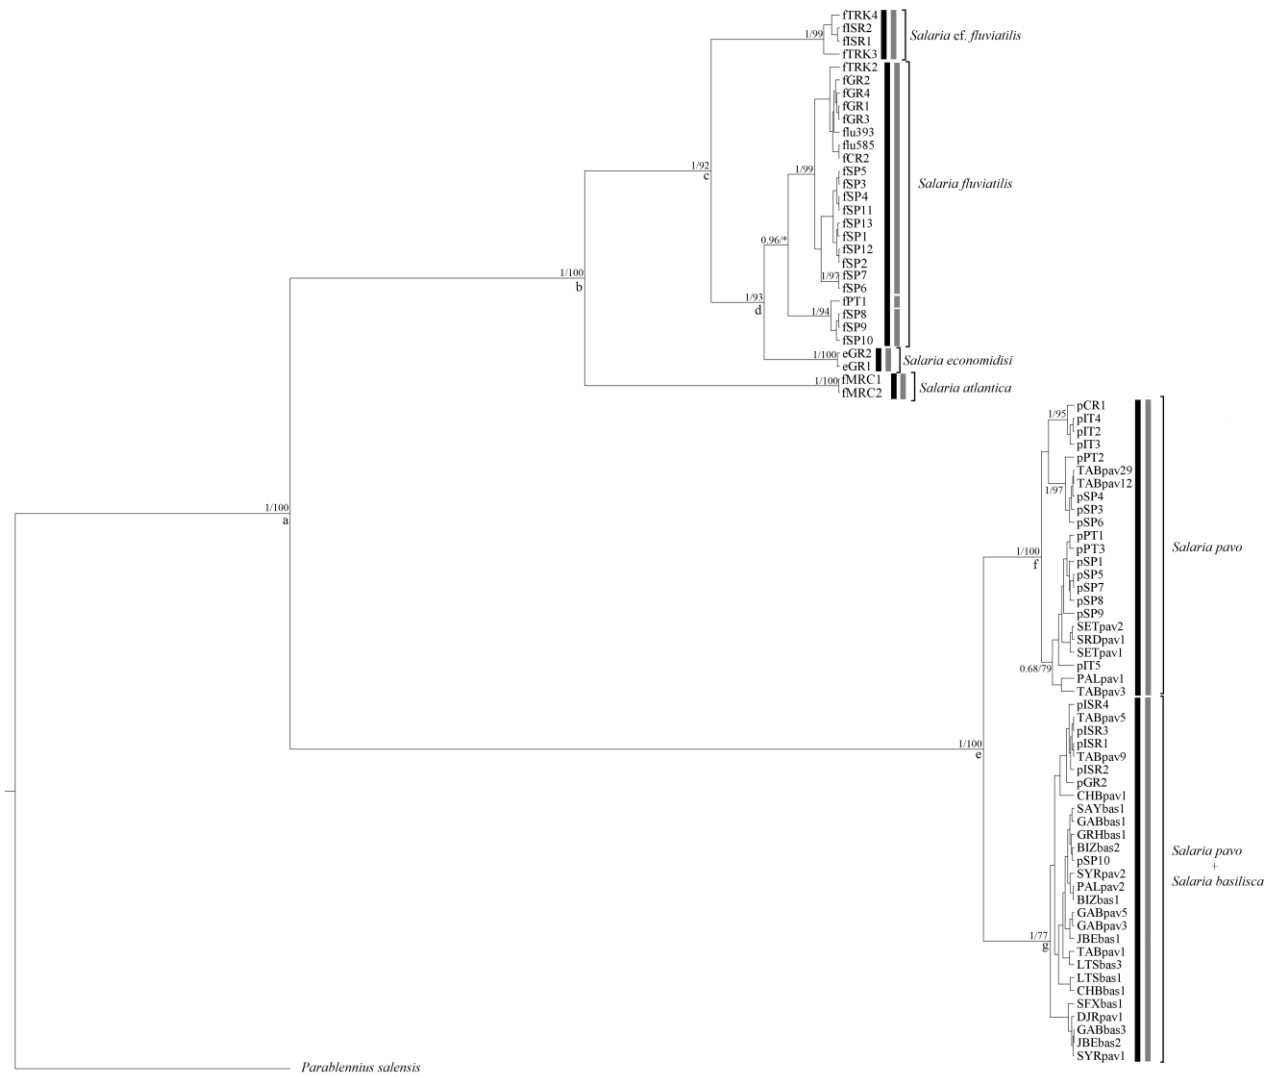 fTRK4
fISR2
fISR1
1/99
fTRK3
Salaria cf. fluviatilis
fTRK2
fGR2
fGR4
fGR1
fGR3
flu393
flu585
fCR2
1/92
c
1/99
fSP5
fSP3
fSP4
fSP11
fSP13
fSP1
fSP12
fSP2
0.96/*
1/97
fSP7
fSP6
Salaria fluviatilis
1/100
b
1/93
d
fPT1
1/94
fSP8
fSP9
fSP10
1/100
eGR2
eGR1
Salaria economidisi
1/100
fMRC1
fMRC2
Salaria atlantica
1/95
pCR1
pIT4
pIT2
pIT3
pPT2
TABpav29
TABpav12
1/97
pSP4
pSP3
pSP6
1/100
a
pPT1
pPT3
1/100
f
pSP1
pSP5
pSP7
pSP8
pSP9
SETpav2
SRDpav1
SETpav1
0.68/79
pIT5
PALpav1
TABpav3
Salaria pavo
pISR4
TABpav5
pISR3
pISR1
1/100
e
TABpav9
pISR2
pGR2
CHBpav1
SAYbas1
GABbas1
GRHbas1
BIZbas2
pSP10
SYRpav2
PALpav2
BIZbas1
Salaria pavo
+
Salaria basilisca
GABpav5
GABpav3
1/77
g
JBEbas1
TABpav1
LTSbas3
LTSbas1
CHBbas1
SFXbas1
DJRpav1
GABbas3
JBEbas2
SYRpav1
Parablennius salensis